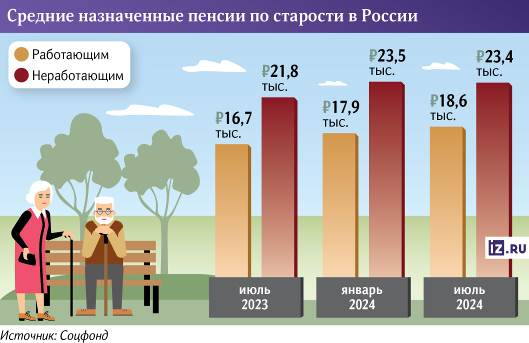 Средние назначенные пенсии по старости в России
Работающим
Неработающим
₽16,7
тыс.
₽21,8
тыс.
₽17,9
тыс.
₽23,5
тыс.
₽18,6
тыс.
₽23,4
тыс.
iz.RU
июль
2023
январь
2024
июль
2024
Источник: Соцфонд